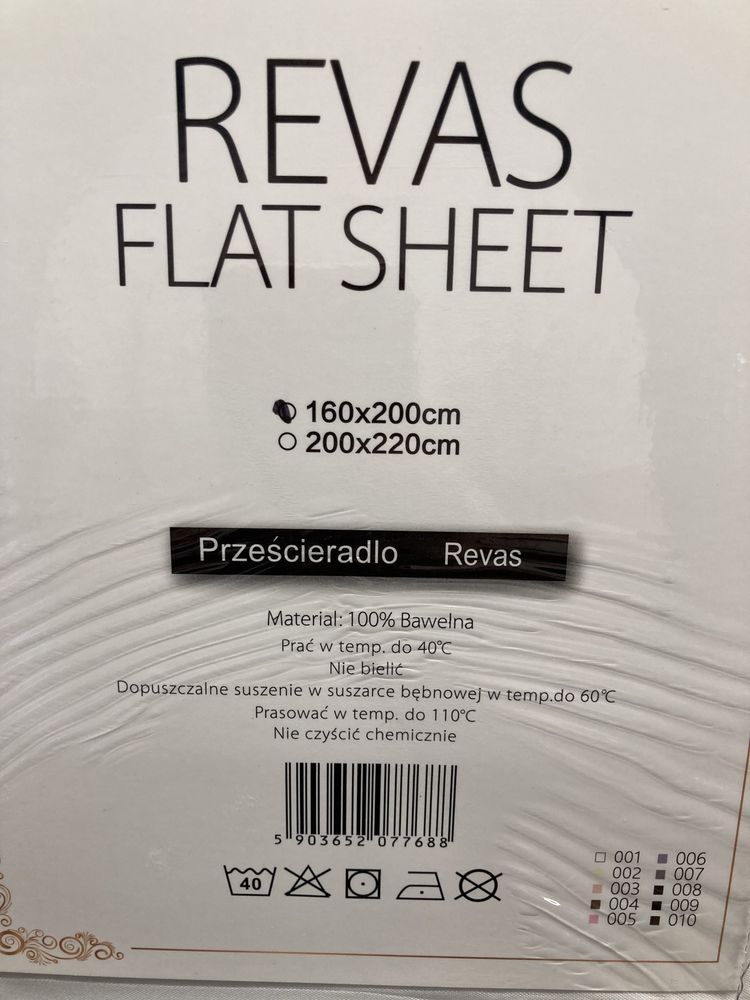 REVAS
FLAT SHEET
160x200cm
200x220cm
Prześcieradlo Revas
Material: 100% Bawełna
Prać w temp. do 40°C
Nie bielić
Dopuszczalne suszenie w suszarce bębnowej w temp.do 60°C
Prasować w temp. do 110°C
Nie czyścić chemicznie
5 903652 077688
40
001 006
002 007
003 008
004 009
005 010